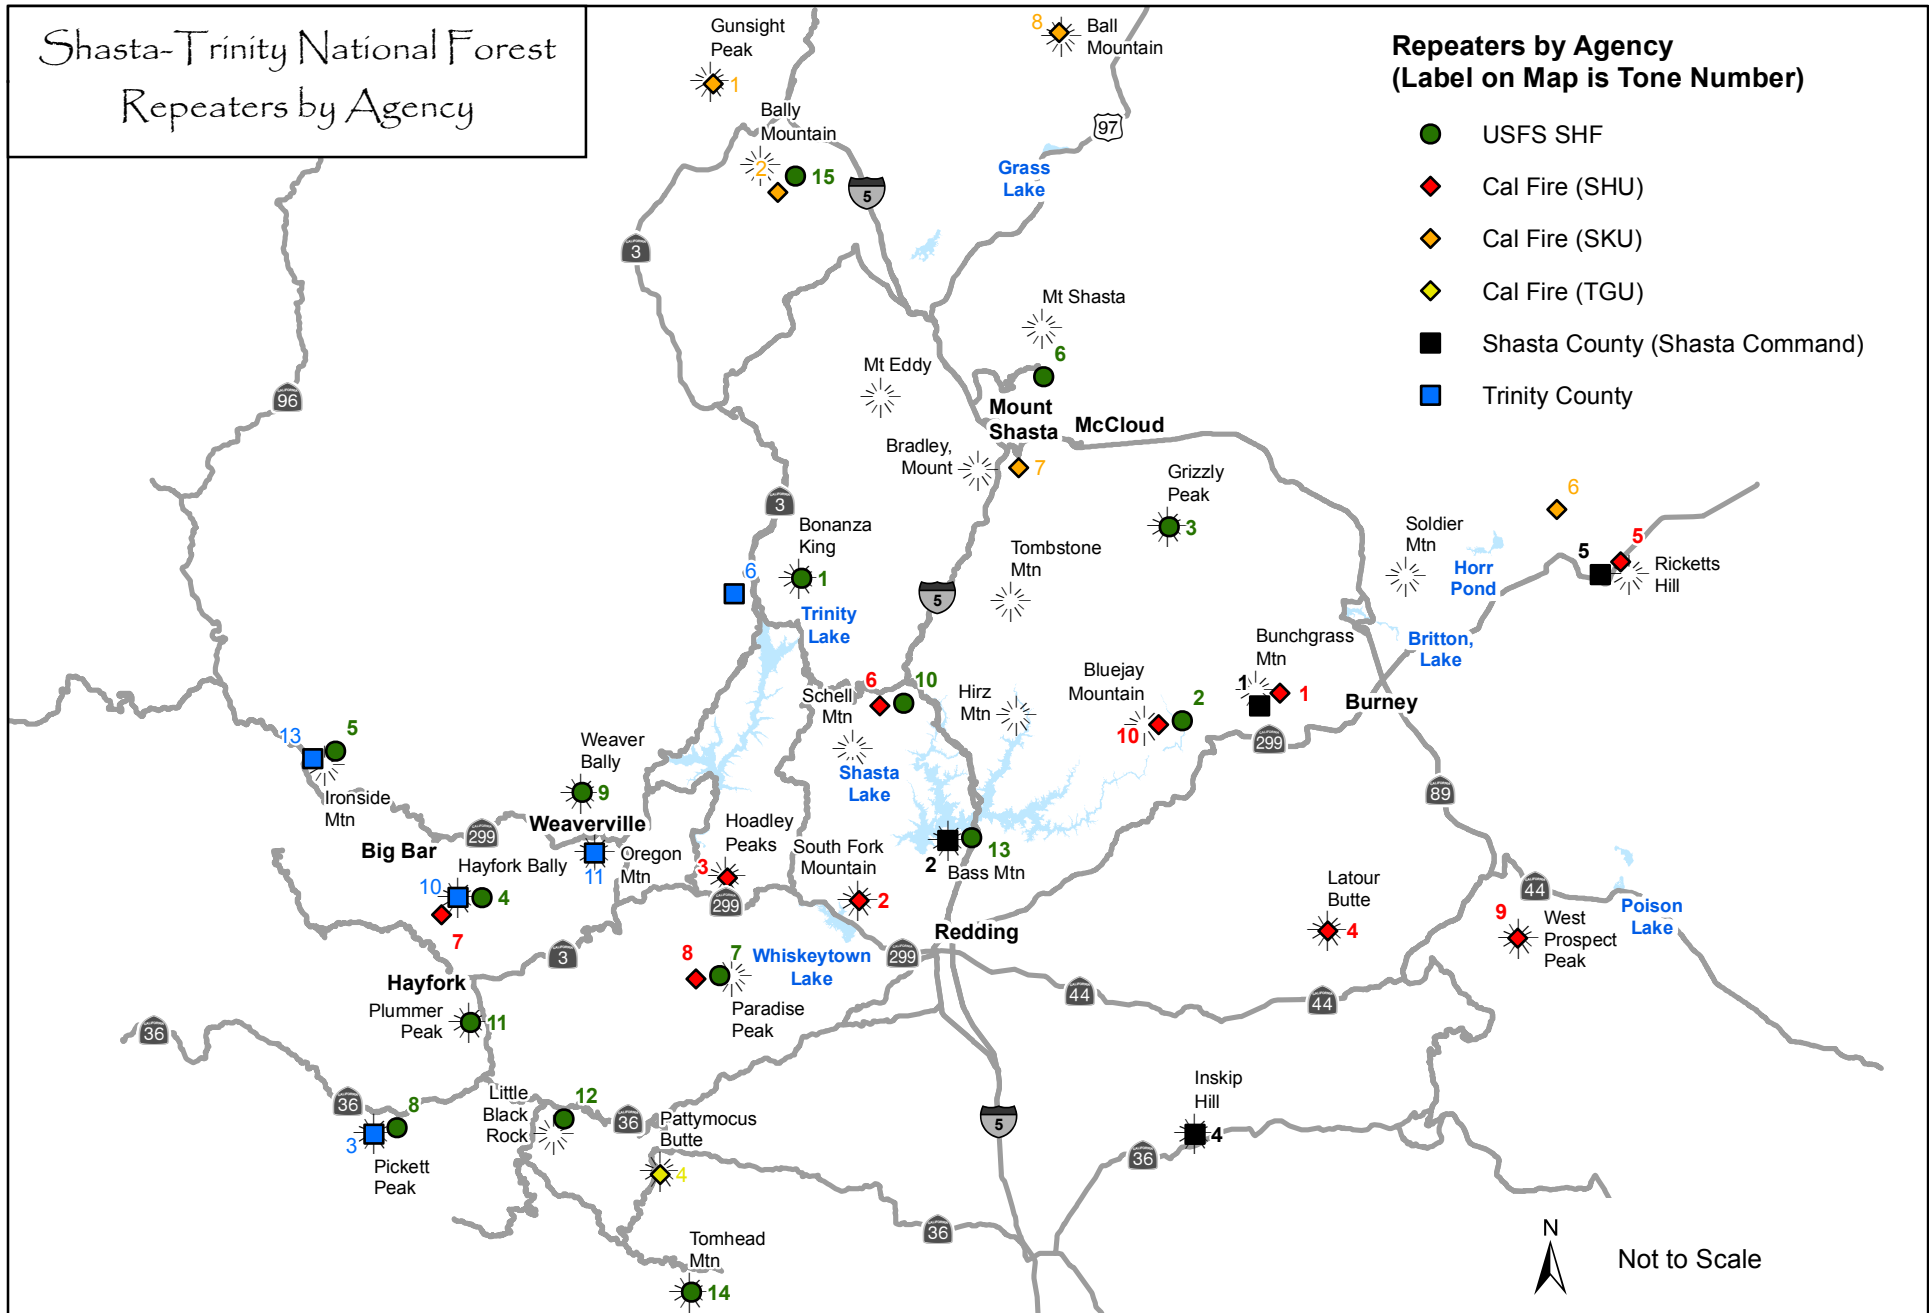 Shasta-Trinity National Forest
Repeaters by Agency
Repeaters by Agency
(Label on Map is Tone Number)
USFS SHF
Cal Fire (SHU)
Cal Fire (SKU)
Cal Fire (TGU)
Shasta County (Shasta Command)
Trinity County
Gunsight
Peak
1
8
Ball
Mountain
Bally
Mountain
2
15
5
97
Grass
Lake
3
Mt Shasta
6
Mt Eddy
96
Mount
Shasta
McCloud
Bradley,
Mount
7
Grizzly
Peak
3
3
Bonanza
King
1
6
Trinity
Lake
5
Tombstone
Mtn
Soldier
Mtn
Horr
Pond
6
5
5
Ricketts
Hill
Britton,
Lake
Bunchgrass
Mtn
1
1
Burney
Bluejay
Mountain
2
10
299
Hirz
Mtn
6
10
Schell
Mtn
Shasta
Lake
13
5
Ironside
Mtn
Weaver
Bally
9
Weaverville
299
Big Bar
Hayfork Bally
10
4
7
Oregon
Mtn
11
Hoadley
Peaks
3
299
South Fork
Mountain
2
2
13
Bass Mtn
89
Latour
Butte
4
44
9
West
Prospect
Peak
Poison
Lake
Redding
299
Whiskeytown
Lake
3
Hayfork
8
7
Paradise
Peak
44
44
Plummer
Peak
11
36
36
8
3
Pickett
Peak
Little
Black
Rock
12
36
Pattymocus
Butte
4
5
Inskip
Hill
4
36
36
Tomhead
Mtn
14
N
Not to Scale